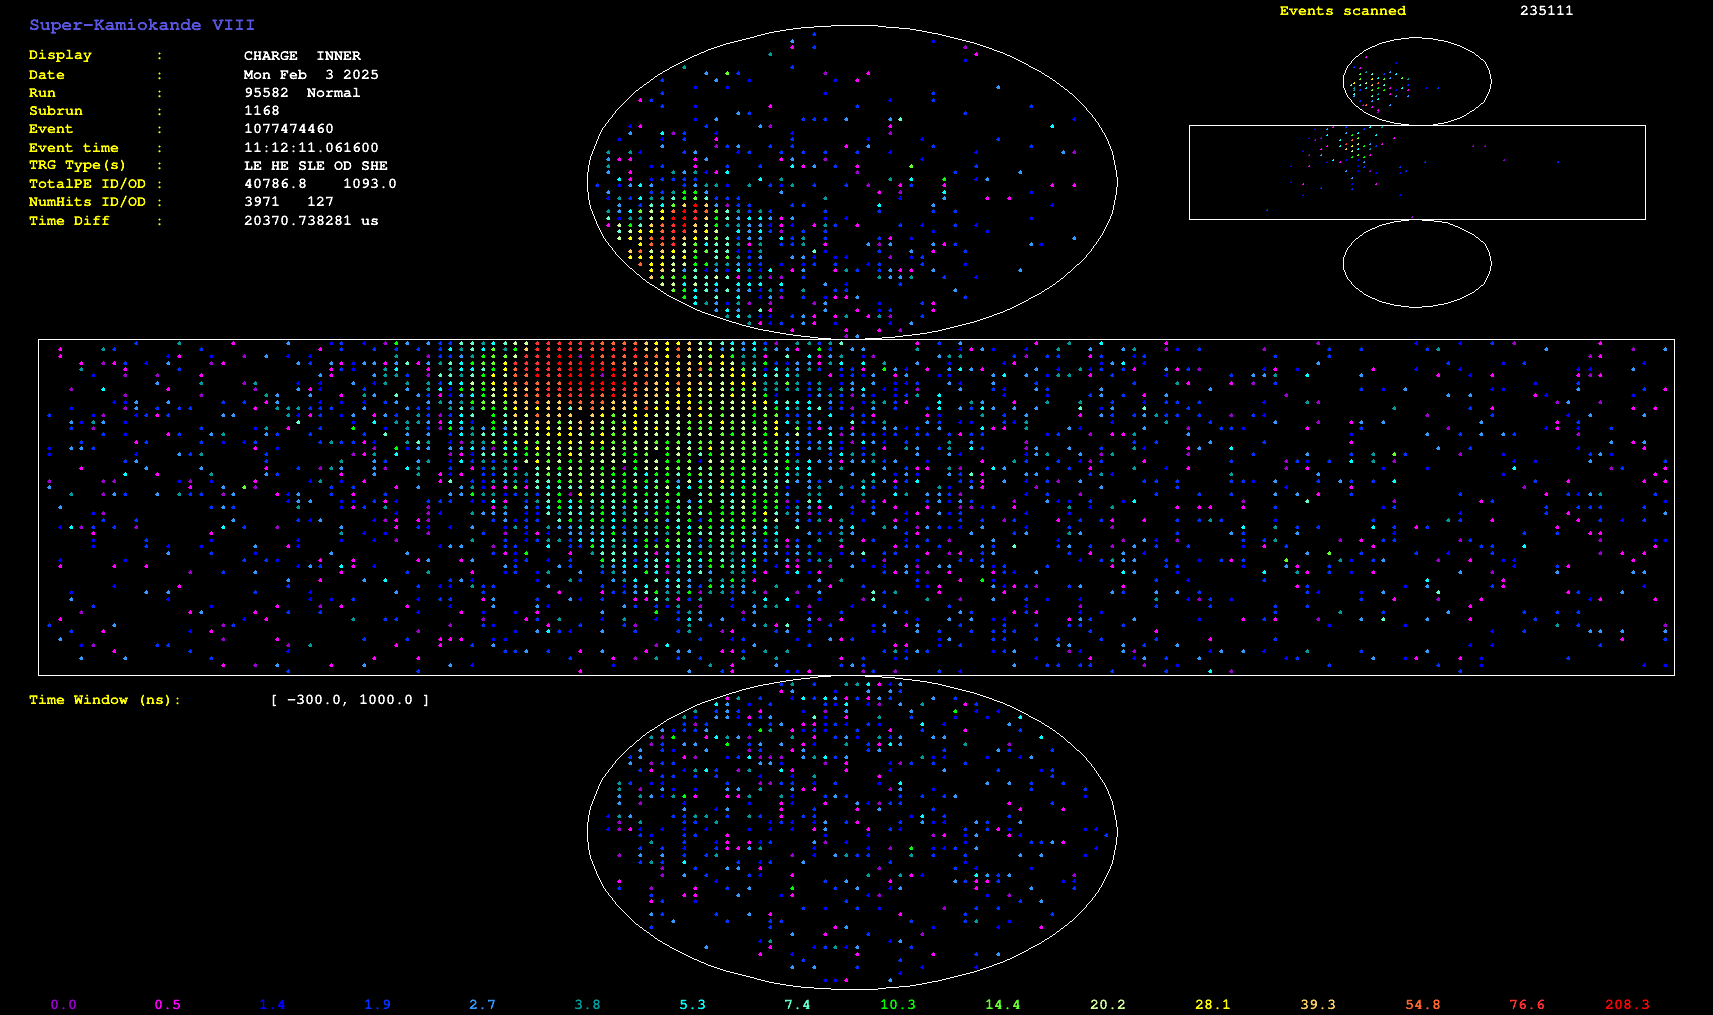 Super-Kamiokande VIII
Events scanned 235111
Display : CHARGE INNER
Date : Mon Feb 3 2025
Run : 95582 Normal
Subrun : 1168
Event : 1077474460
Event time : 11:12:11.061600
TRG Type(s) : LE HE SLE OD SHE
TotalPE ID/OD : 40786.8 1093.0
NumHits ID/OD : 3971 127
Time Diff : 20370.738281 us
Time Window (ns): [ -300.0, 1000.0 ]
0.0 0.5 1.4 1.9 2.7 3.8 5.3 7.4 10.3 14.4 20.2 28.1 39.3 54.8 76.6 208.3